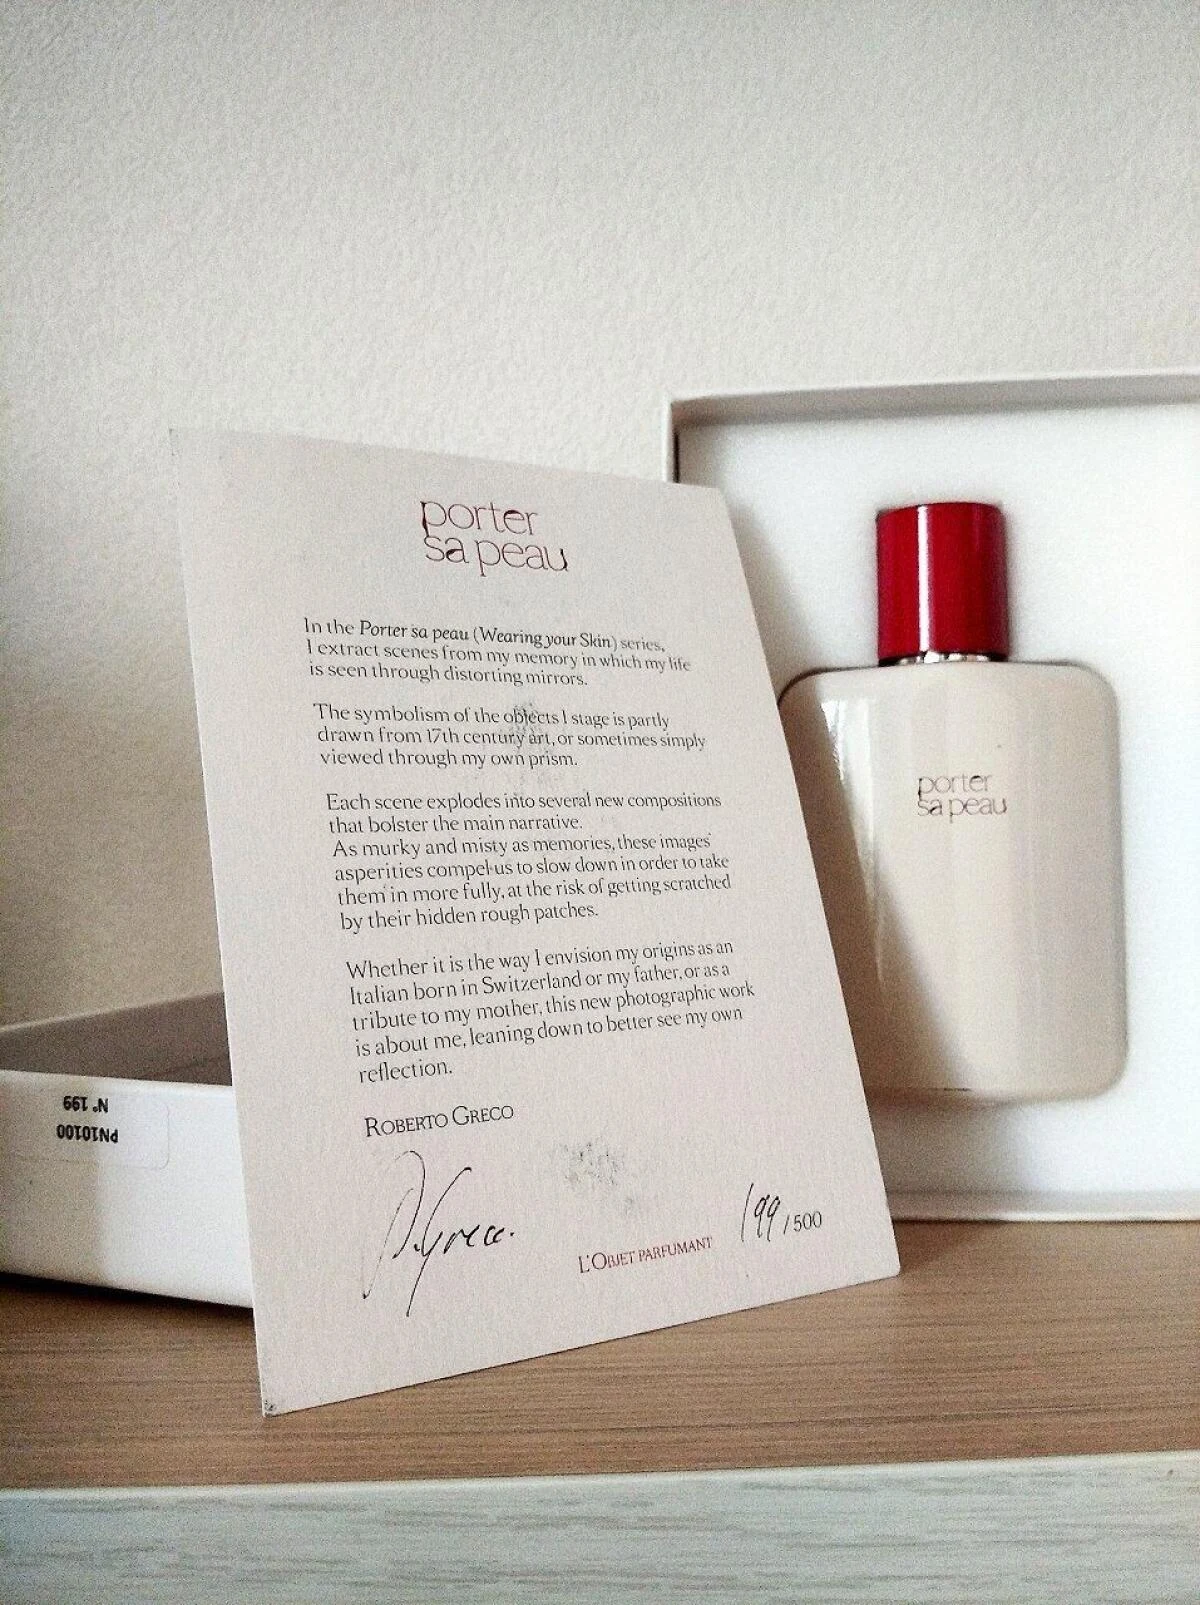 porter
sa peau
In the Porter sa peau (Wearing your Skin) series,
I extract scenes from my memory in which my life
is seen through distorting mirrors.
The symbolism of the objects I stage is partly
drawn from 17th century art, or sometimes simply
viewed through my own prism.
Each scene explodes into several new compositions
that bolster the main narrative.
As murky and misty as memories, these images'
asperities compel us to slow down in order to take
them in more fully, at the risk of getting scratched
by their hidden rough patches.
Whether it is the way I envision my origins as an
Italian born in Switzerland or my father, or as a
tribute to my mother, this new photographic work
is about me, leaning down to better see my own
reflection.
ROBERTO GRECO
R. Greco.
L'OBJET PARFUMANT
199/500
porter
sa peau
PN10100
N° 199